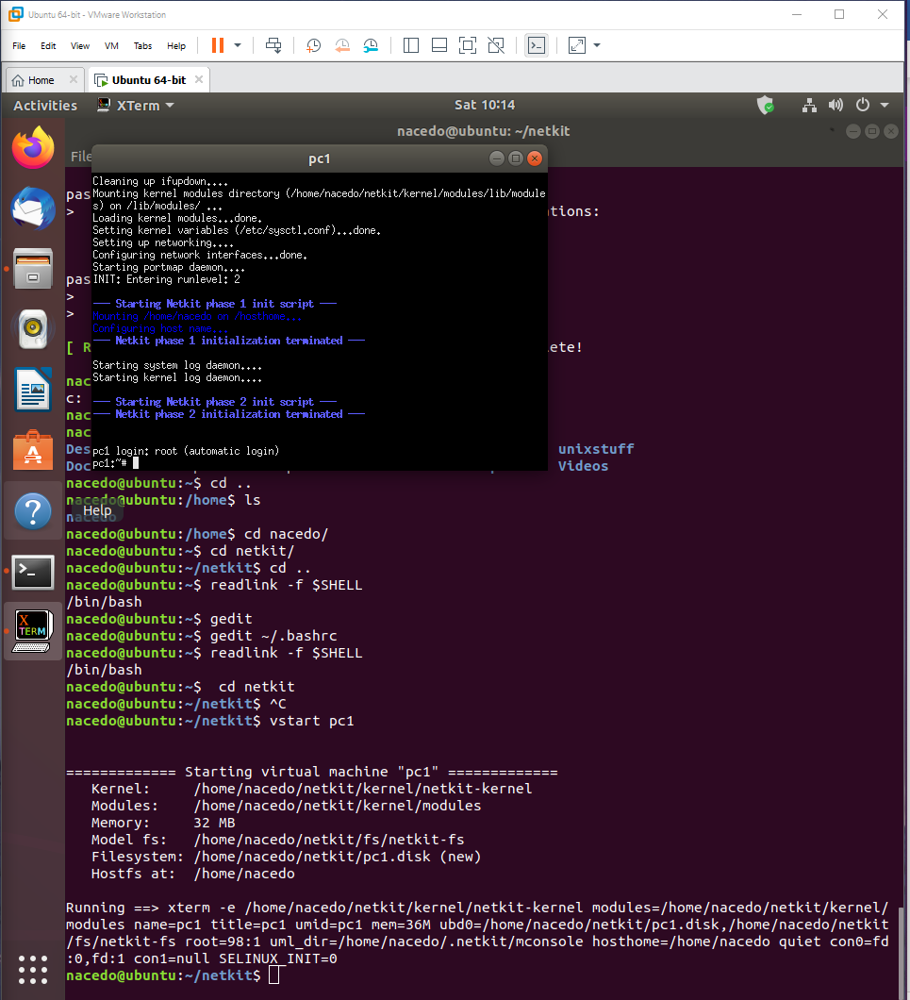 Ubuntu 64-bit - VMware Workstation
File Edit View VM Tabs Help
Home Ubuntu 64-bit
Activities XTerm Sat 10:14
nacedo@ubuntu: ~/netkit
File
pc1
Cleaning up ifupdown....
Mounting kernel modules directory (/home/nacedo/netkit/kernel/modules/lib/module
s) on /lib/modules/ ...
Loading kernel modules...done.
Setting kernel variables (/etc/sysctl.conf)...done.
Setting up networking....
Configuring network interfaces...done.
Starting portmap daemon....
INIT: Entering runlevel: 2
--- Starting Netkit phase 1 init script ---
Mounting /home/nacedo on /hosthome...
Configuring host name...
--- Netkit phase 1 initialization terminated ---
Starting system log daemon....
Starting kernel log daemon....
--- Starting Netkit phase 2 init script ---
--- Netkit phase 2 initialization terminated ---
pc1 login: root (automatic login)
pc1:~#
pas
> tions:
pas
>
>
[ R ete!
nac
c:
nac
nac
Des unixstuff
Doc Videos
nacedo@ubuntu:~$ cd ..
nacedo@ubuntu:/home$ ls
nacedo
Help
nacedo@ubuntu:/home$ cd nacedo/
nacedo@ubuntu:~$ cd netkit/
nacedo@ubuntu:~/netkit$ cd ..
nacedo@ubuntu:~$ readlink -f $SHELL
/bin/bash
nacedo@ubuntu:~$ gedit
nacedo@ubuntu:~$ gedit ~/.bashrc
nacedo@ubuntu:~$ readlink -f $SHELL
/bin/bash
nacedo@ubuntu:~$  cd netkit
nacedo@ubuntu:~/netkit$ ^C
nacedo@ubuntu:~/netkit$ vstart pc1
============= Starting virtual machine "pc1" =============
Kernel: /home/nacedo/netkit/kernel/netkit-kernel
Modules: /home/nacedo/netkit/kernel/modules
Memory: 32 MB
Model fs: /home/nacedo/netkit/fs/netkit-fs
Filesystem: /home/nacedo/netkit/pc1.disk (new)
Hostfs at: /home/nacedo
Running ==> xterm -e /home/nacedo/netkit/kernel/netkit-kernel modules=/home/nacedo/netkit/kernel/
modules name=pc1 title=pc1 umid=pc1 mem=36M ubd0=/home/nacedo/netkit/pc1.disk,/home/nacedo/netkit
/fs/netkit-fs root=98:1 uml_dir=/home/nacedo/.netkit/mconsole hosthome=/home/nacedo quiet con0=fd
:0,fd:1 con1=null SELINUX_INIT=0
nacedo@ubuntu:~/netkit$
X
TERM